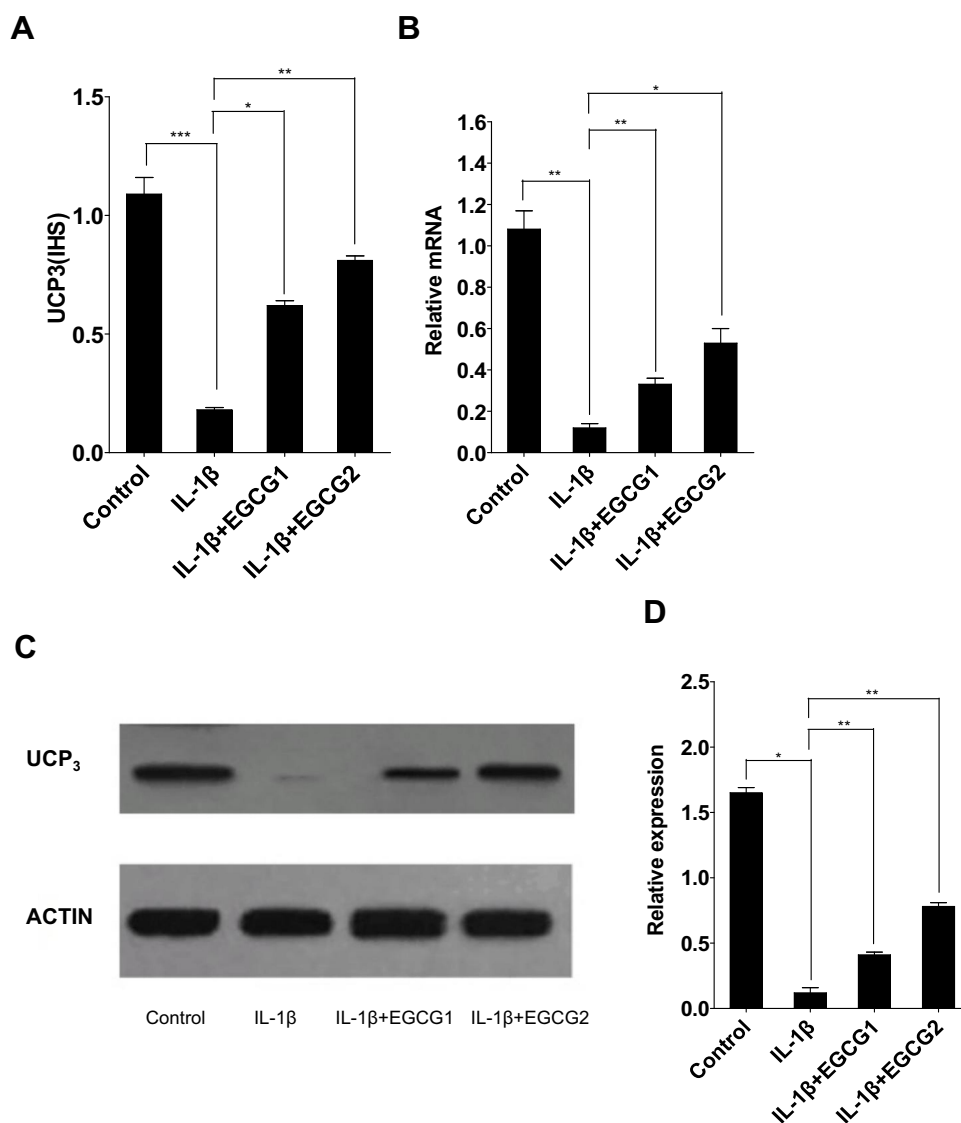 A
UCP3(IHS)
1.5
1.0
0.5
0.0
***
*
**
Control
IL-1β
IL-1β+EGCG1
IL-1β+EGCG2
B
Relative mRNA
1.6
1.4
1.2
1.0
0.8
0.6
0.4
0.2
0.0
**
**
*
Control
IL-1β
IL-1β+EGCG1
IL-1β+EGCG2
C
UCP3
ACTIN
Control IL-1β IL-1β+EGCG1 IL-1β+EGCG2
D
Relative expression
2.5
2.0
1.5
1.0
0.5
0.0
*
**
**
Control
IL-1β
IL-1β+EGCG1
IL-1β+EGCG2